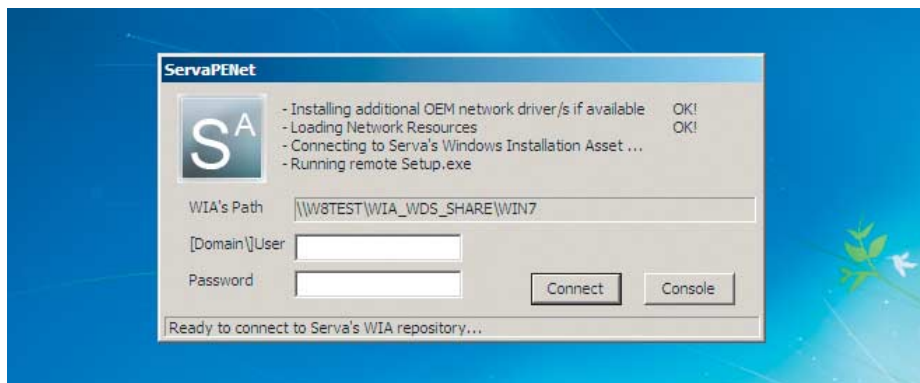 ServaPENet
SA
- Installing additional OEM network driver/s if available OK!
- Loading Network Resources OK!
- Connecting to Serva's Windows Installation Asset ...
- Running remote Setup.exe
WIA's Path \\W8TEST\WIA_WDS_SHARE\WIN7
[Domain\]User
Password
Connect Console
Ready to connect to Serva's WIA repository...